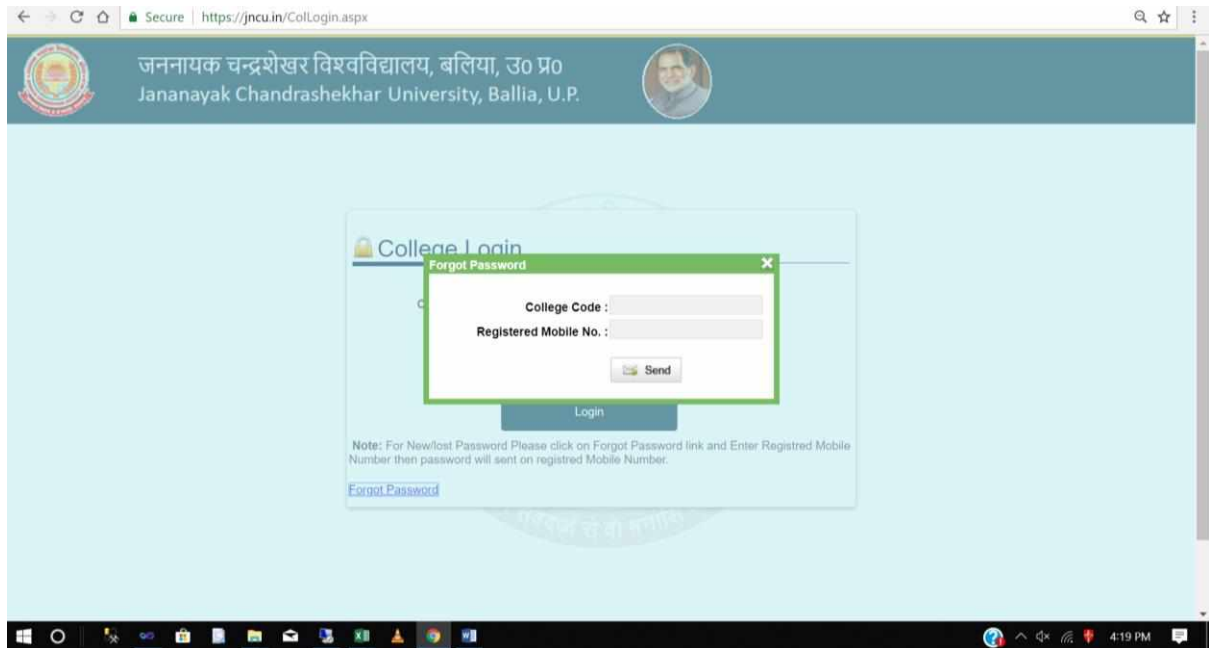 Secure https://jncu.in/ColLogin.aspx
जननायक चन्द्रशेखर विश्वविद्यालय, बलिया, उ० प्र०
Jananayak Chandrashekhar University, Ballia, U.P.
College Login
Forgot Password
College Code :
Registered Mobile No. :
Send
Login
Note: For New/lost Password Please click on Forgot Password link and Enter Registred Mobile
Number then password will sent on registred Mobile Number.
Forgot Password
4:19 PM